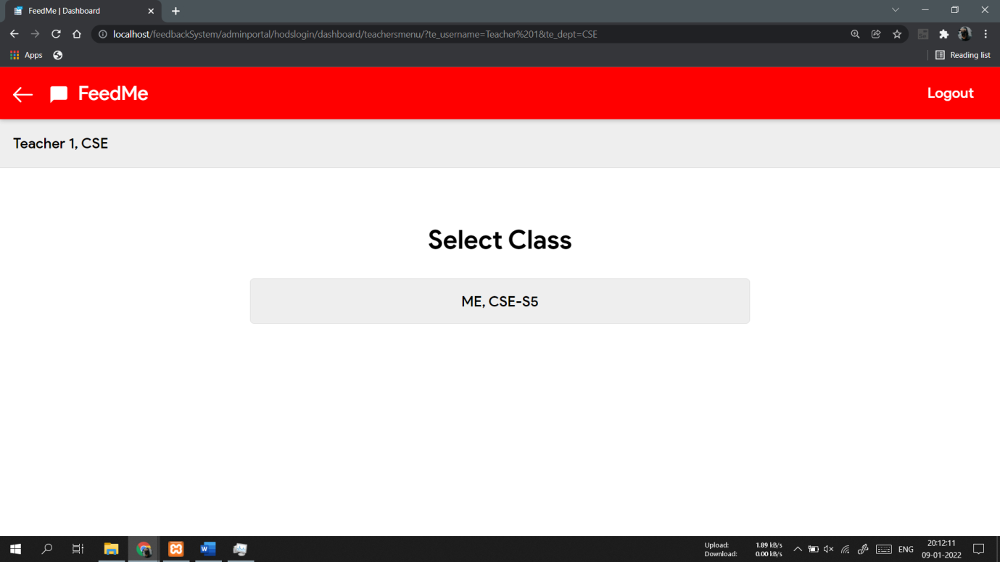 FeedMe | Dashboard
localhost/feedbackSystem/adminportal/hodslogin/dashboard/teachersmenu/?te_username=Teacher%201&te_dept=CSE
Apps
Reading list
FeedMe
Logout
Teacher 1, CSE
Select Class
ME, CSE-S5
Upload: 1.89 kB/s
Download: 0.00 kB/s
ENG
20:12:11
09-01-2022